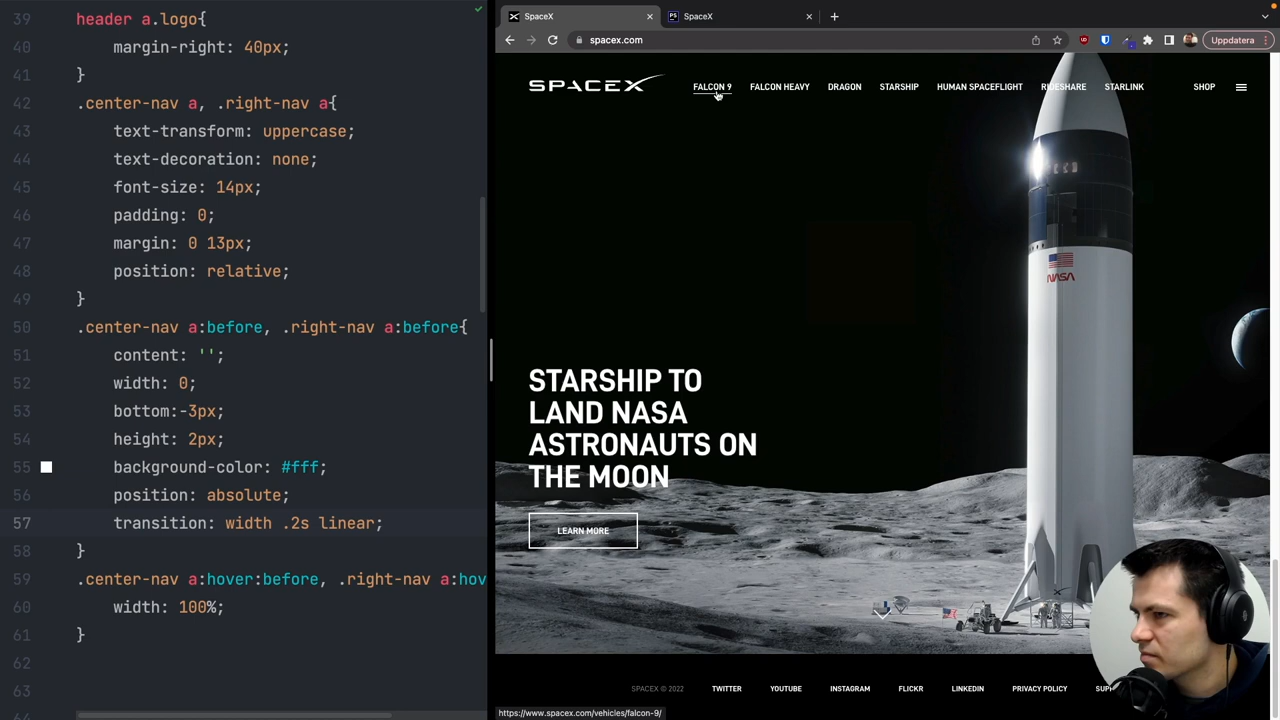 39 header a.logo{
40 margin-right: 40px;
41 }
42 .center-nav a, .right-nav a{
43 text-transform: uppercase;
44 text-decoration: none;
45 font-size: 14px;
46 padding: 0;
47 margin: 0 13px;
48 position: relative;
49 }
50 .center-nav a:before, .right-nav a:before{
51 content: '';
52 width: 0;
53 bottom:-3px;
54 height: 2px;
55 background-color: #fff;
56 position: absolute;
57 transition: width .2s linear;
58 }
59 .center-nav a:hover:before, .right-nav a:hov
60 width: 100%;
61 }
62
63
64
SpaceX
PS SpaceX
spacex.com
Uppdatera
SPACEX FALCON 9 FALCON HEAVY DRAGON STARSHIP HUMAN SPACEFLIGHT RIDESHARE STARLINK SHOP
NASA
STARSHIP TO
LAND NASA
ASTRONAUTS ON
THE MOON
LEARN MORE
SPACEX © 2022 TWITTER YOUTUBE INSTAGRAM FLICKR LINKEDIN PRIVACY POLICY SUP
https://www.spacex.com/vehicles/falcon-9/